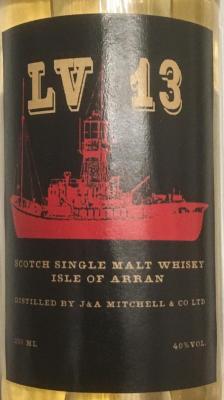 LV 13
SCOTCH SINGLE MALT WHISKY
ISLE OF ARRAN
DISTILLED BY J&A MITCHELL & CO LTD
40%VOL.